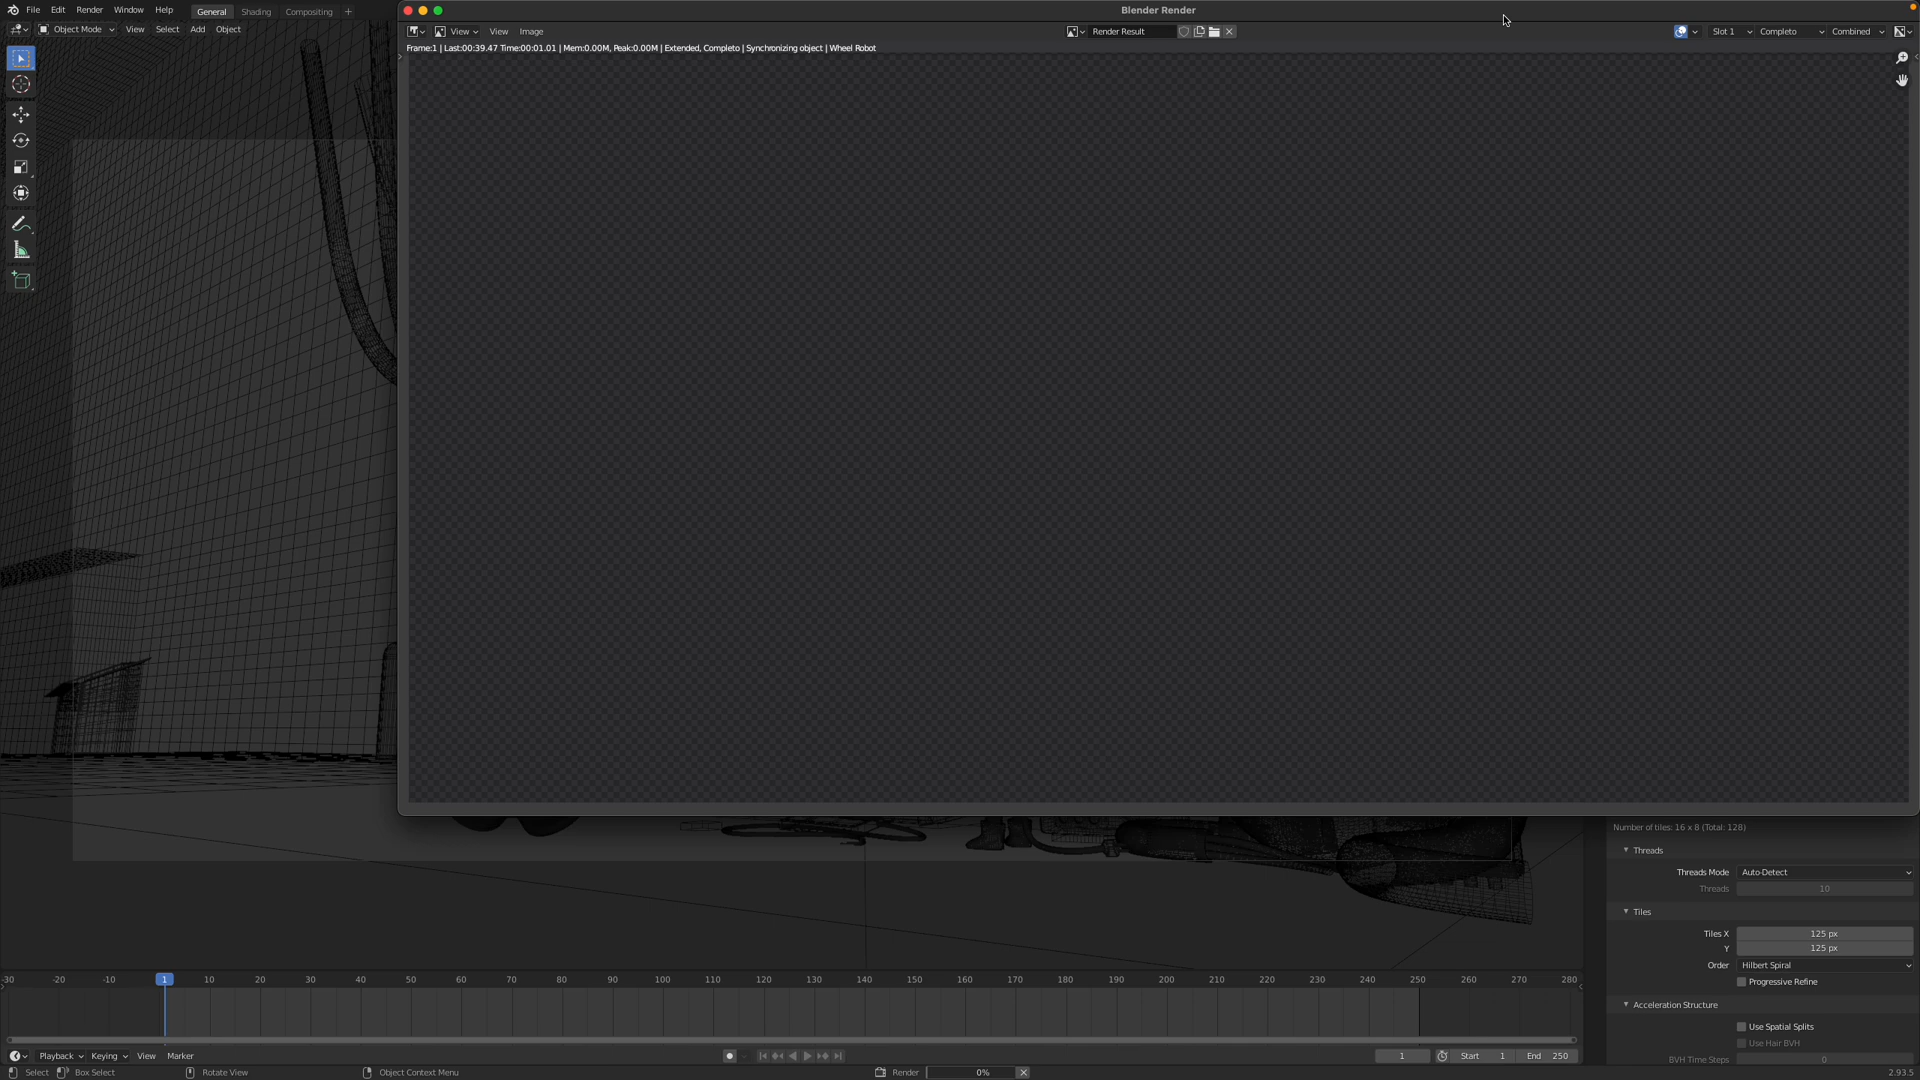 File Edit Render Window Help General Shading Compositing +
Blender Render
Object Mode View Select Add Object
View View Image Render Result Slot 1 Completo Combined
Frame:1 | Last:00:39.47 Time:00:01.01 | Mem:0.00M, Peak:0.00M | Extended, Completo | Synchronizing object | Wheel Robot
Number of tiles: 16 x 8 (Total: 128)
Threads
Threads Mode Auto-Detect
Threads 10
Tiles
Tiles X 125 px
Y 125 px
Order Hilbert Spiral
Progressive Refine
Acceleration Structure
Use Spatial Splits
Use Hair BVH
BVH Time Steps 0
-30 -20 -10 1 10 20 30 40 50 60 70 80 90 100 110 120 130 140 150 160 170 180 190 200 210 220 230 240 250 260 270 280
Playback Keying View Marker 1 Start 1 End 250
Select Box Select Rotate View Object Context Menu Render 0% 2.93.5